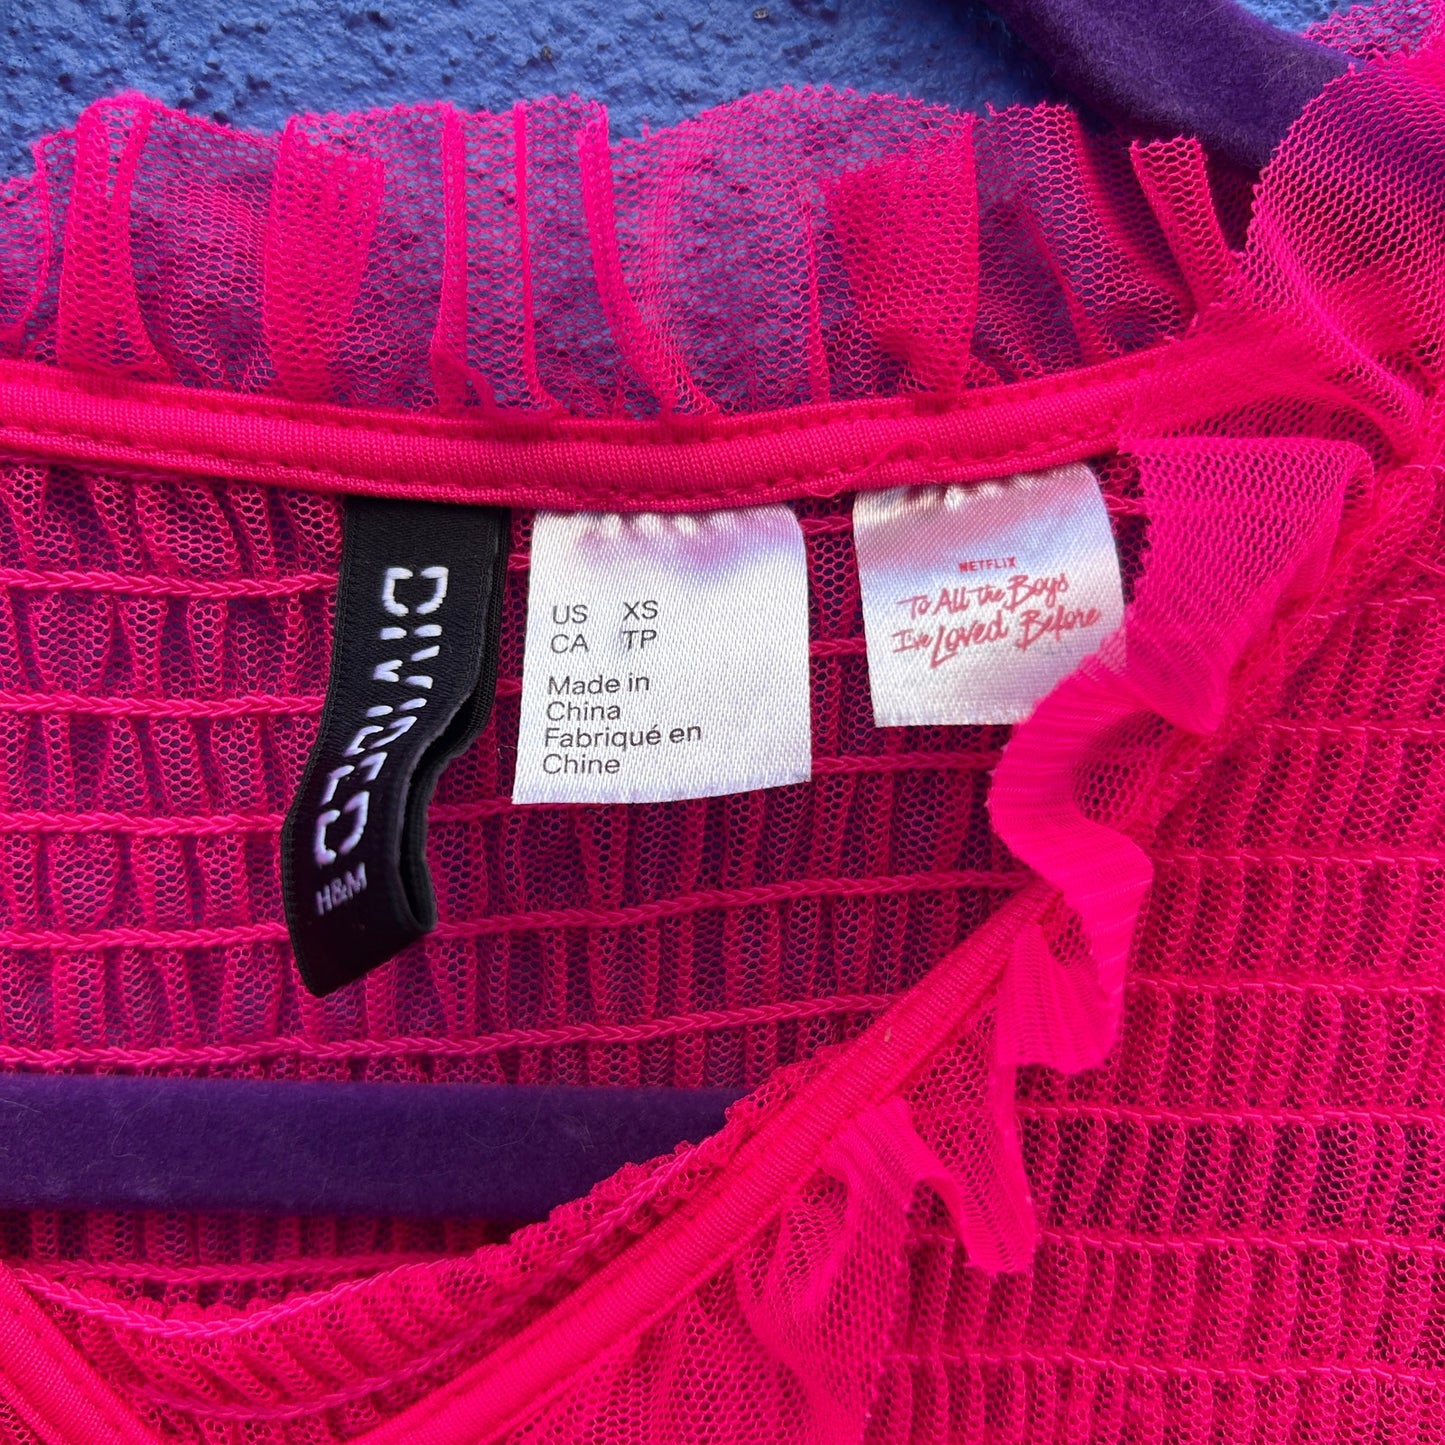 DIVIDED
H&M
US XS
CA TP
Made in
China
Fabriqué en
Chine
NETFLIX
To All the Boys
I've Loved Before